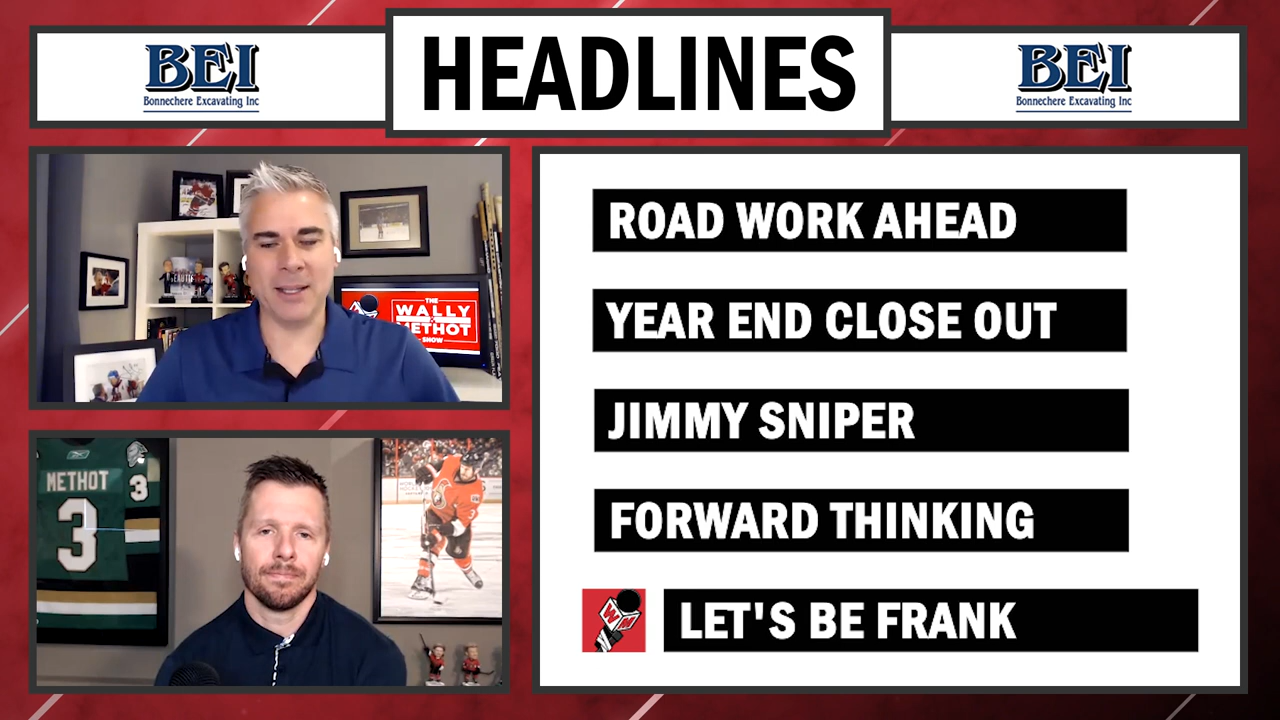 BEI
Bonnechere Excavating Inc
HEADLINES
BEI
Bonnechere Excavating Inc
THE
WALLY
METHOT
SHOW
METHOT
3
3
ROAD WORK AHEAD
YEAR END CLOSE OUT
JIMMY SNIPER
FORWARD THINKING
W M
LET'S BE FRANK